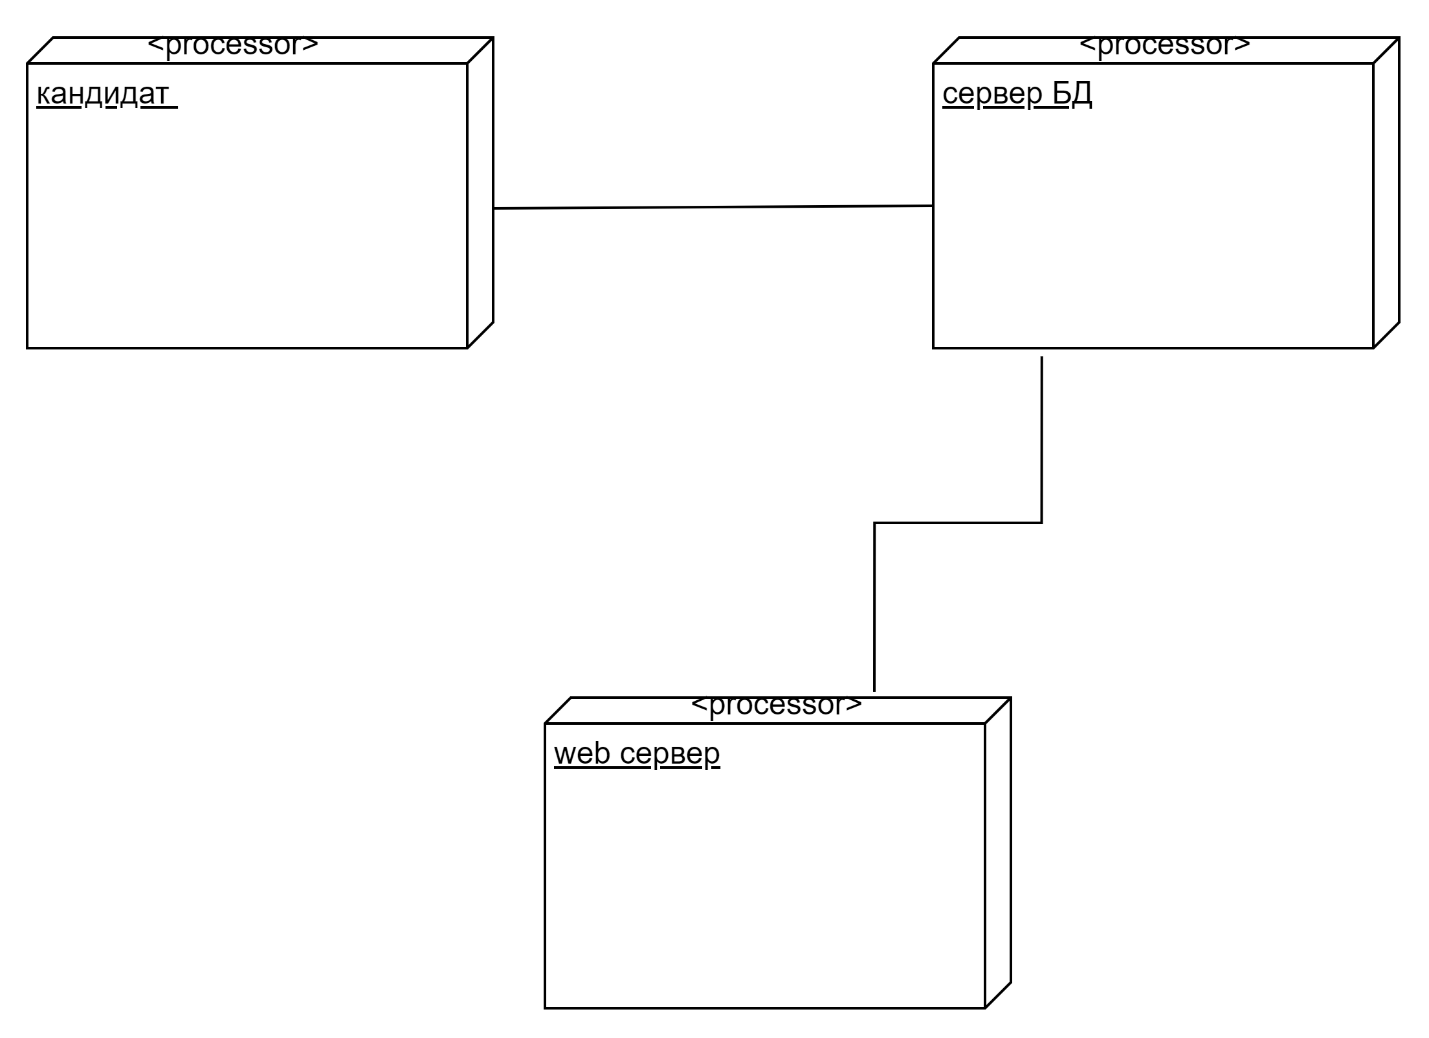 <processor>
кандидат
<processor>
сервер БД
<processor>
web сервер